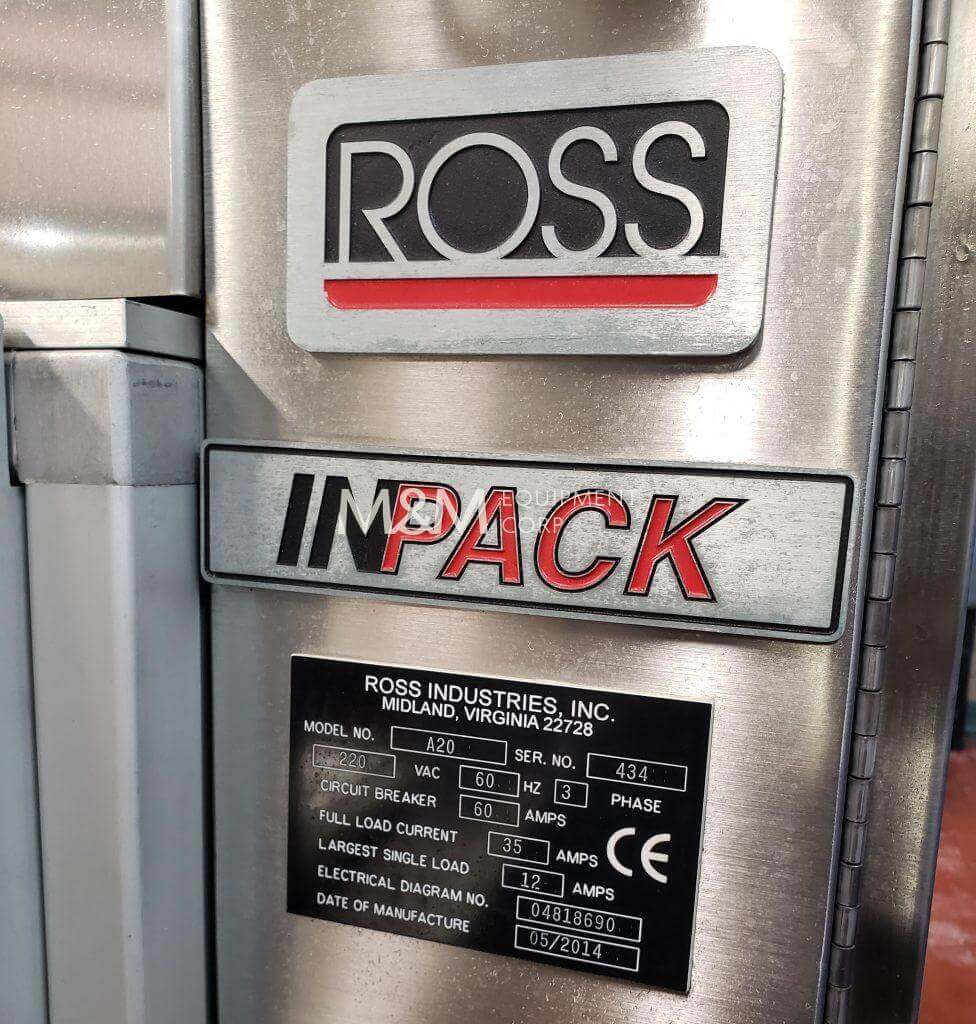 ROSS
INPACK
M&M EQUIPMENT CORP
ROSS INDUSTRIES, INC.
MIDLAND, VIRGINIA 22728
MODEL NO. A20 SER. NO. 434
220 VAC 60 HZ 3 PHASE
CIRCUIT BREAKER 60 AMPS
FULL LOAD CURRENT 35 AMPS CE
LARGEST SINGLE LOAD 12 AMPS
ELECTRICAL DIAGRAM NO. 04818690
DATE OF MANUFACTURE 05/2014